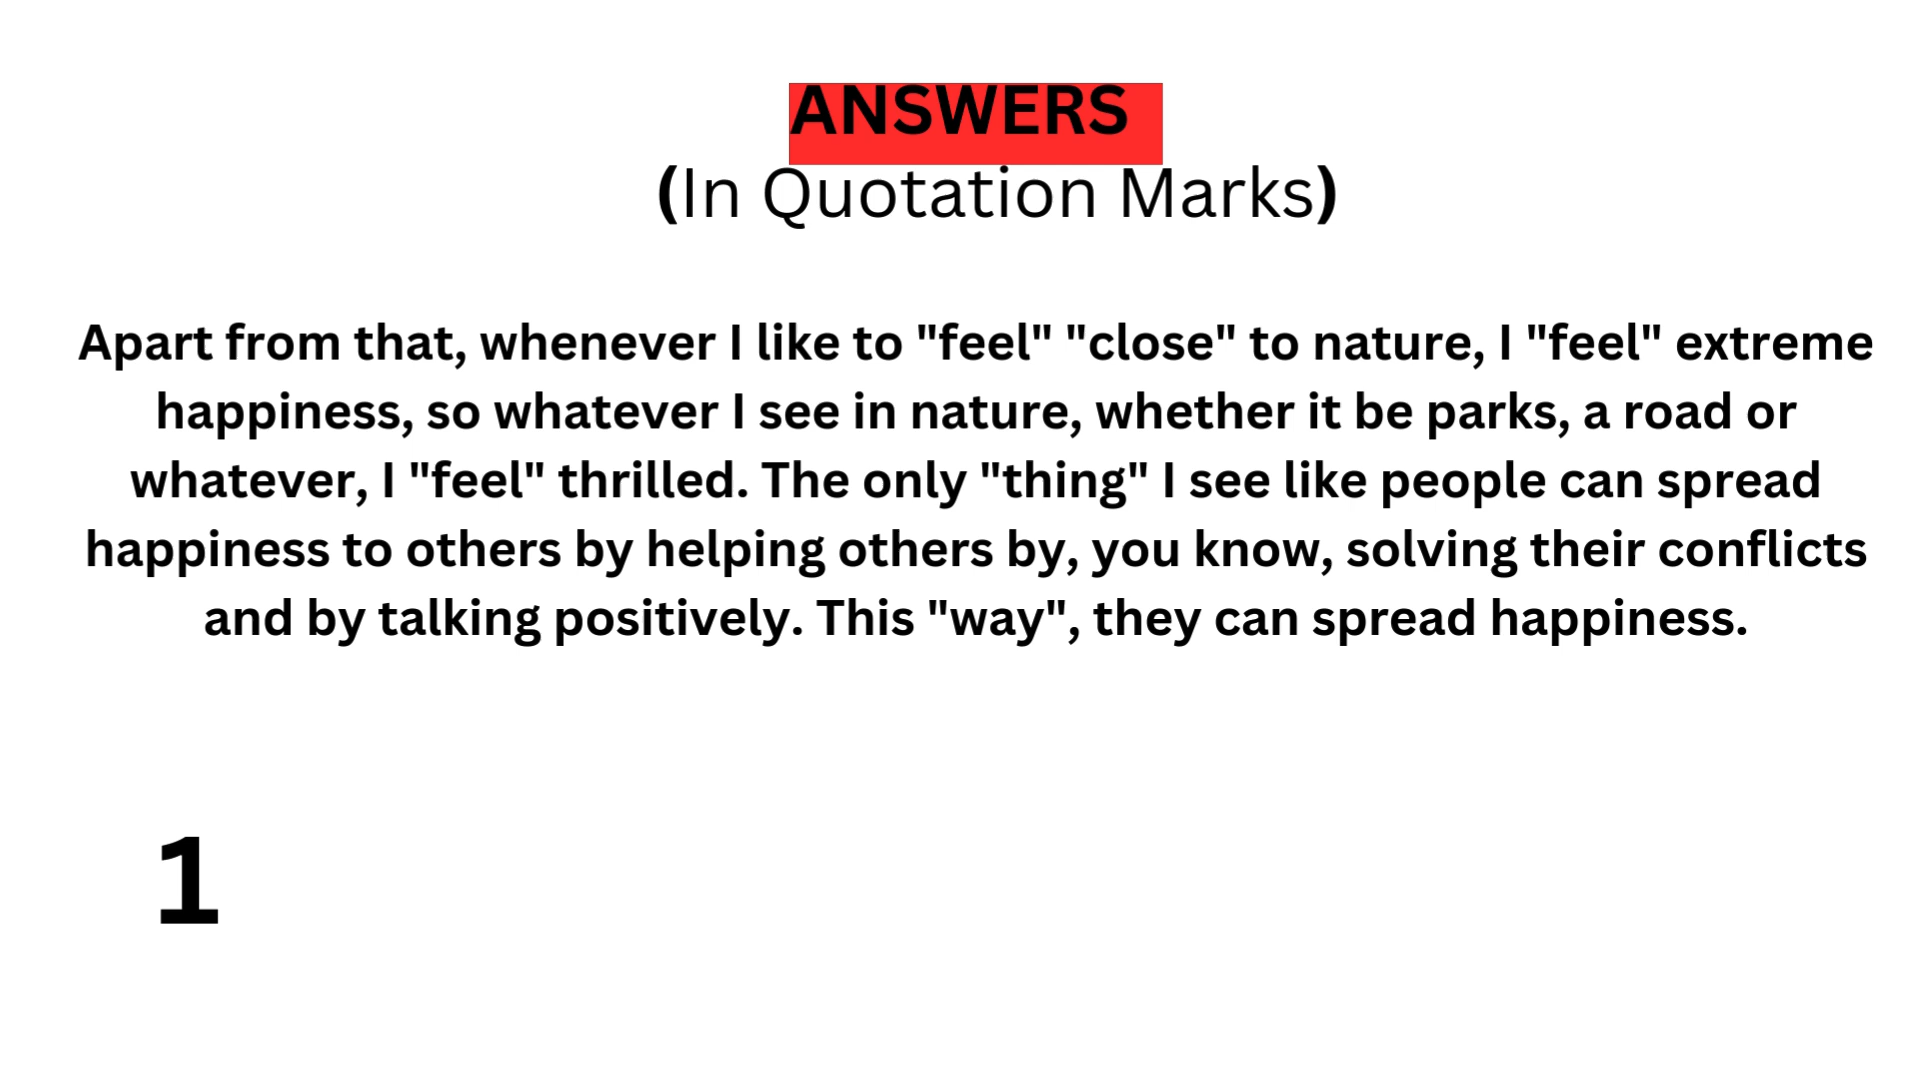 ANSWERS
(In Quotation Marks)
Apart from that, whenever I like to "feel" "close" to nature, I "feel" extreme
happiness, so whatever I see in nature, whether it be parks, a road or
whatever, I "feel" thrilled. The only "thing" I see like people can spread
happiness to others by helping others by, you know, solving their conflicts
and by talking positively. This "way", they can spread happiness.
1